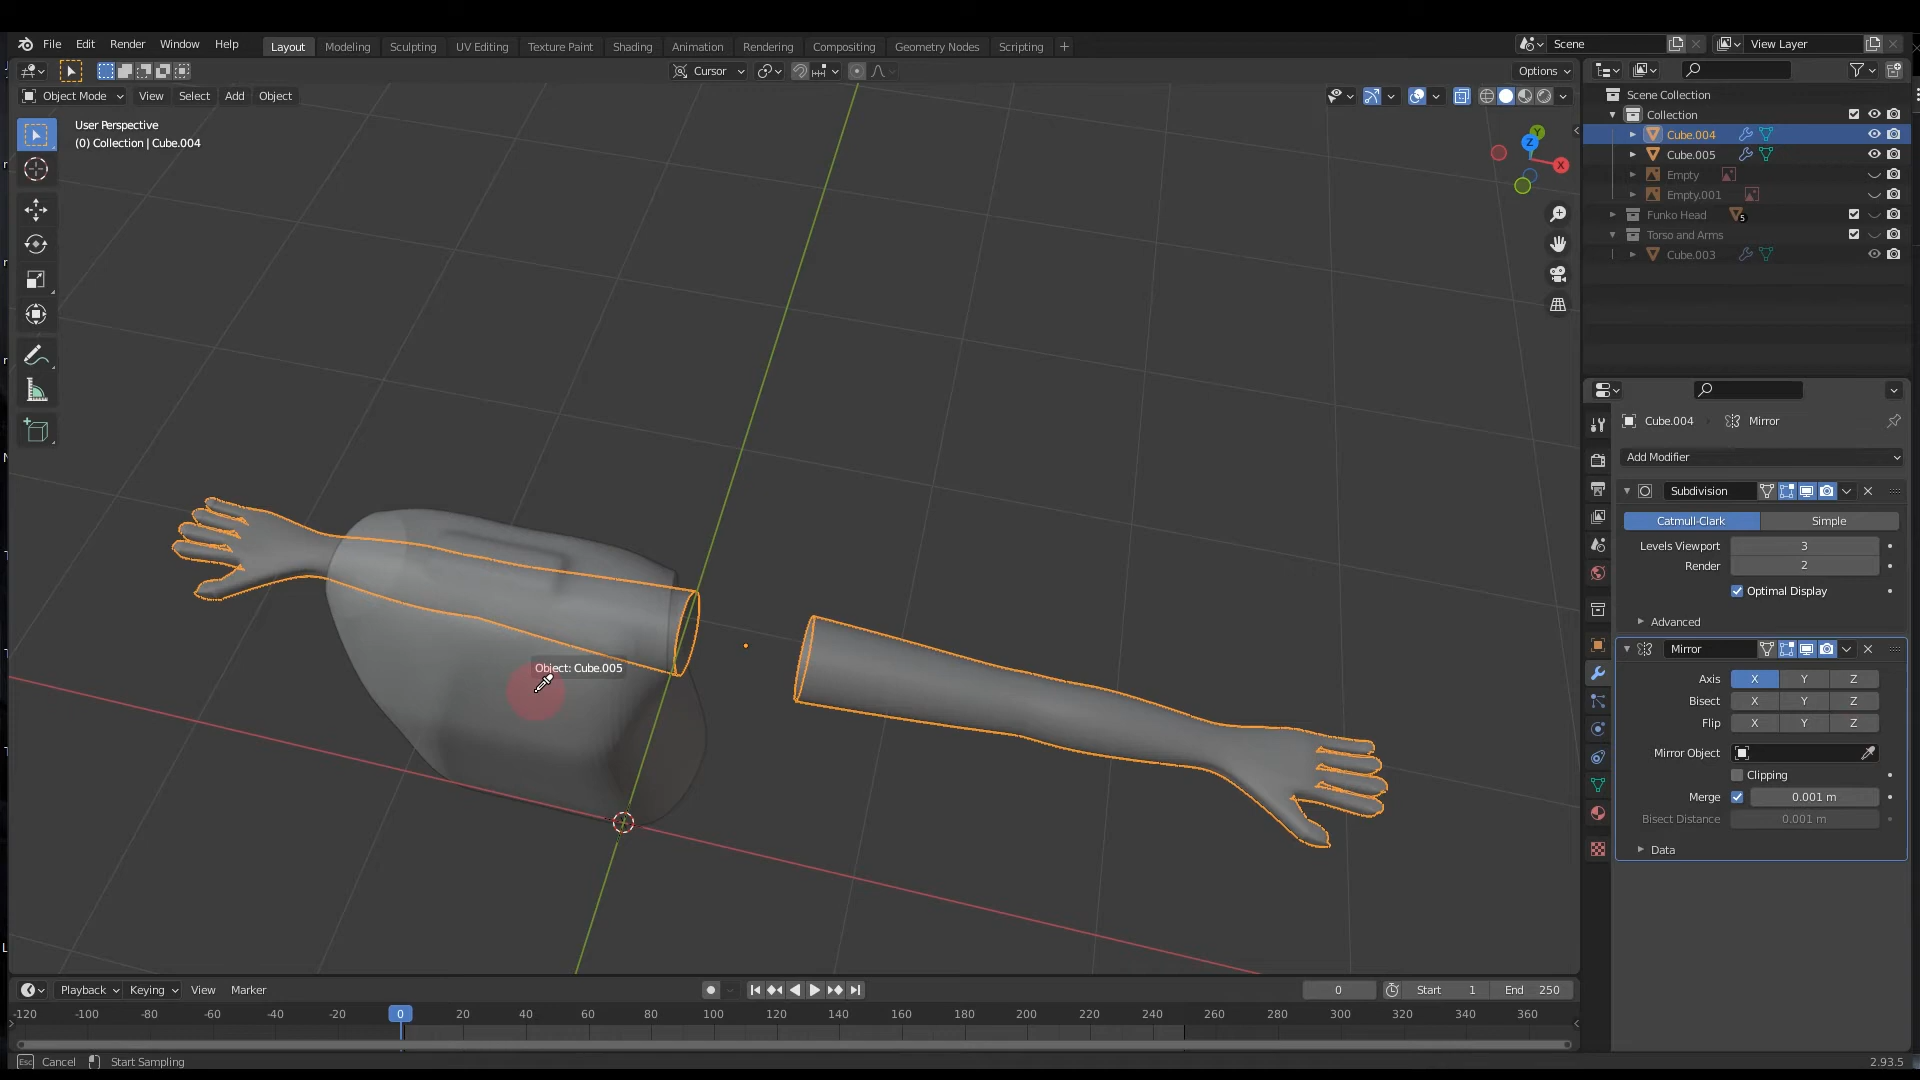 File Edit Render Window Help Layout Modeling Sculpting UV Editing Texture Paint Shading Animation Rendering Compositing Geometry Nodes Scripting Scene View Layer
Cursor Options
Object Mode View Select Add Object
User Perspective
(0) Collection | Cube.004
Y
Z
X
Object: Cube.005
Scene Collection
Collection
Cube.004
Cube.005
Empty
Empty.001
Funko Head 5
Torso and Arms
Cube.003
Cube.004 Mirror
Add Modifier
Subdivision
Catmull-Clark Simple
Levels Viewport 3
Render 2
Optimal Display
Advanced
Mirror
Axis X Y Z
Bisect X Y Z
Flip X Y Z
Mirror Object
Clipping
Merge 0.001 m
Bisect Distance 0.001 m
Data
Playback Keying View Marker 0 Start 1 End 250
-120 -100 -80 -60 -40 -20 0 20 40 60 80 100 120 140 160 180 200 220 240 260 280 300 320 340 360
Esc Cancel Start Sampling 2.93.5